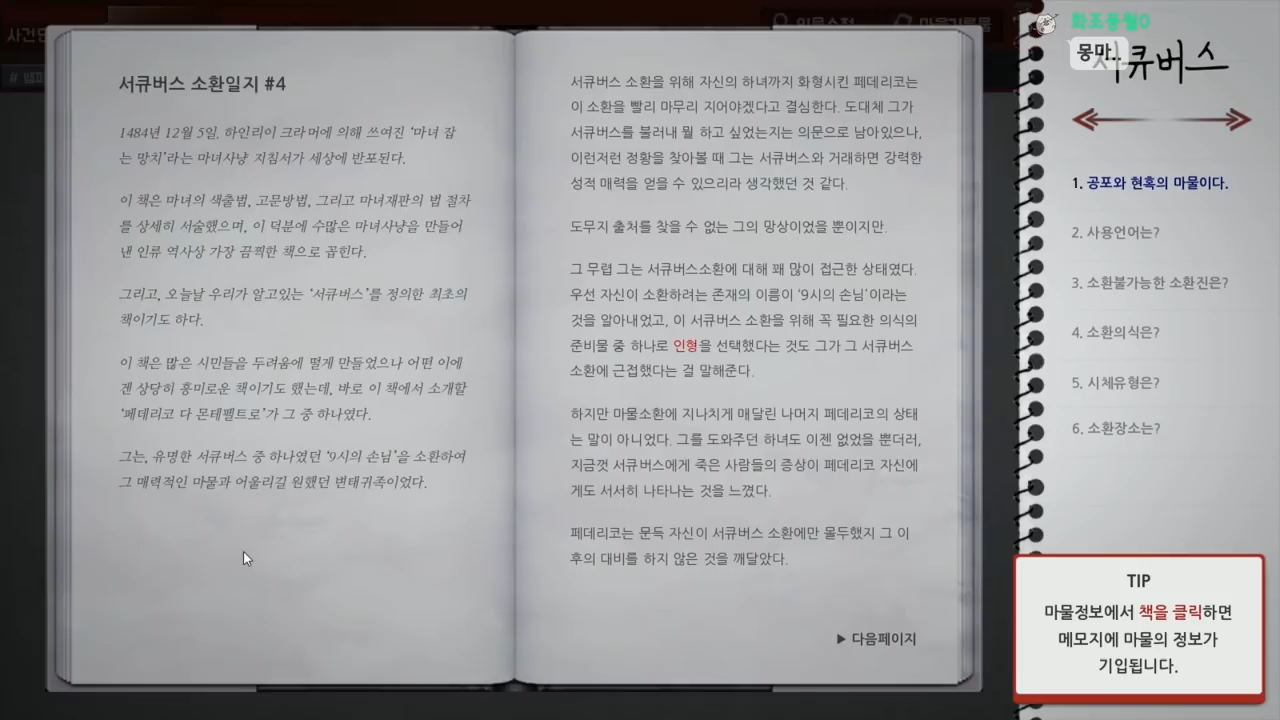 사건
인물수첩
마물기록물
서큐버스 소환일지 #4
1484년 12월 5일. 하인리히 크라머에 의해 쓰여진 '마녀 잡
는 망치'라는 마녀사냥 지침서가 세상에 반포된다.
이 책은 마녀의 색출법, 고문방법, 그리고 마녀재판의 법 절차
를 상세히 서술했으며, 이 덕분에 수많은 마녀사냥을 만들어
낸 인류 역사상 가장 끔찍한 책으로 꼽힌다.
그리고, 오늘날 우리가 알고있는 '서큐버스'를 정의한 최초의
책이기도 하다.
이 책은 많은 시민들을 두려움에 떨게 만들었으나 어떤 이에
겐 상당히 흥미로운 책이기도 했는데, 바로 이 책에서 소개할
'페데리코 다 몬테펠트로'가 그 중 하나였다.
그는, 유명한 서큐버스 중 하나였던 '9시의 손님'을 소환하여
그 매력적인 마물과 어울리길 원했던 변태귀족이었다.
서큐버스 소환을 위해 자신의 하녀까지 화형시킨 페데리코는
이 소환을 빨리 마무리 지어야겠다고 결심한다. 도대체 그가
서큐버스를 불러내 뭘 하고 싶었는지는 의문으로 남아있으나,
이런저런 정황을 찾아볼 때 그는 서큐버스와 거래하면 강력한
성적 매력을 얻을 수 있으리라 생각했던 것 같다.
도무지 출처를 찾을 수 없는 그의 망상이었을 뿐이지만.
그 무렵 그는 서큐버스소환에 대해 꽤 많이 접근한 상태였다.
우선 자신이 소환하려는 존재의 이름이 '9시의 손님'이라는
것을 알아내었고, 이 서큐버스 소환을 위해 꼭 필요한 의식의
준비물 중 하나로 인형을 선택했다는 것도 그가 그 서큐버스
소환에 근접했다는 걸 말해준다.
하지만 마물소환에 지나치게 매달린 나머지 페데리코의 상태
는 말이 아니었다. 그를 도와주던 하녀도 이젠 없었을 뿐더러,
지금껏 서큐버스에게 죽은 사람들의 증상이 페데리코 자신에
게도 서서히 나타나는 것을 느꼈다.
페데리코는 문득 자신이 서큐버스 소환에만 몰두했지 그 이
후의 대비를 하지 않은 것을 깨달았다.
▶ 다음페이지
화조풍월0
몽마..
서큐버스
1. 공포와 현혹의 마물이다.
2. 사용언어는?
3. 소환불가능한 소환진은?
4. 소환의식은?
5. 시체유형은?
6. 소환장소는?
TIP
마물정보에서 책을 클릭하면
메모지에 마물의 정보가
기입됩니다.